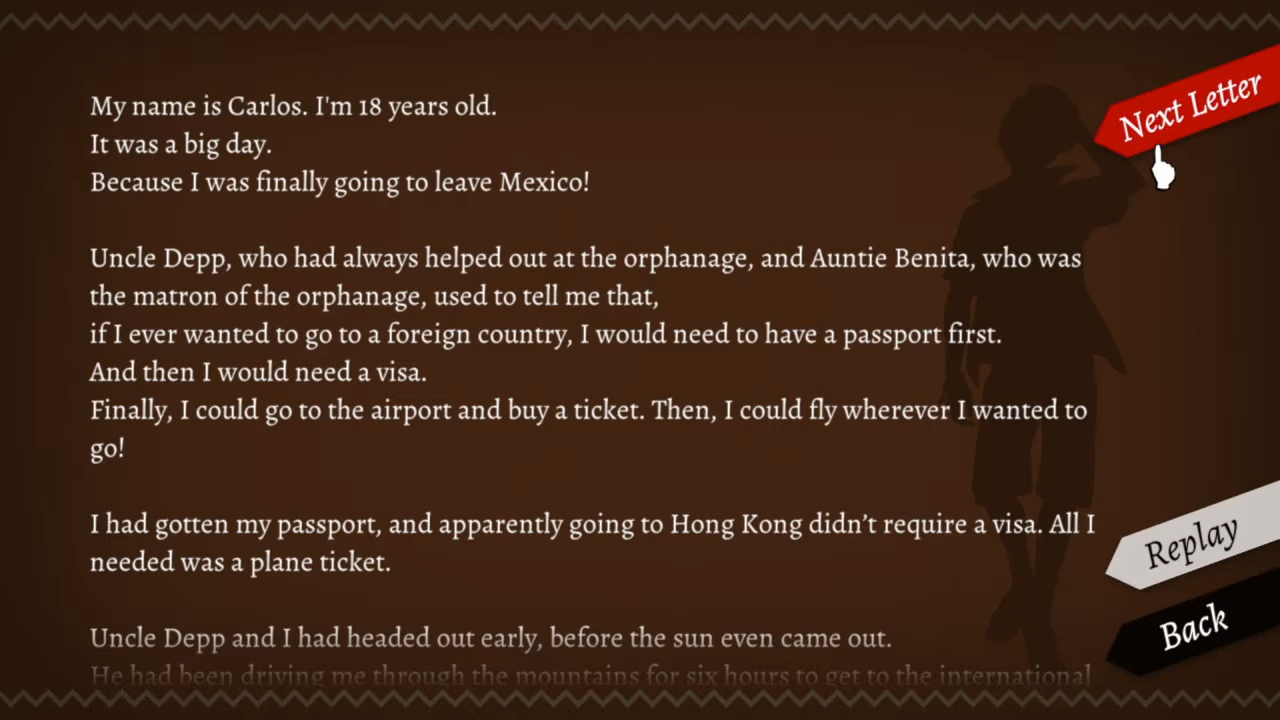 My name is Carlos. I'm 18 years old.
It was a big day.
Because I was finally going to leave Mexico!
Uncle Depp, who had always helped out at the orphanage, and Auntie Benita, who was
the matron of the orphanage, used to tell me that,
if I ever wanted to go to a foreign country, I would need to have a passport first.
And then I would need a visa.
Finally, I could go to the airport and buy a ticket. Then, I could fly wherever I wanted to
go!
I had gotten my passport, and apparently going to Hong Kong didn’t require a visa. All I
needed was a plane ticket.
Uncle Depp and I had headed out early, before the sun even came out.
He had been driving me through the mountains for six hours to get to the international
Next Letter
Replay
Back